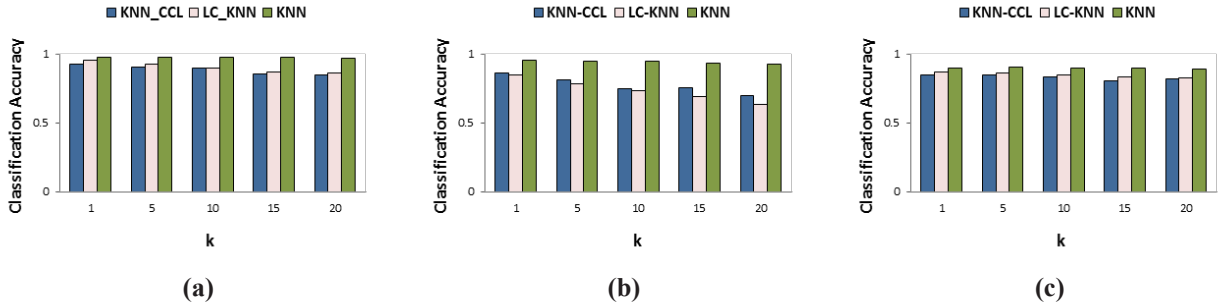 KNN_CCL LC_KNN KNN
Classification Accuracy
1
0.5
0
1 5 10 15 20
k
(a)
KNN-CCL LC-KNN KNN
Classification Accuracy
1
0.5
0
1 5 10 15 20
k
(b)
KNN-CCL LC-KNN KNN
Classification Accuracy
1
0.5
0
1 5 10 15 20
k
(c)